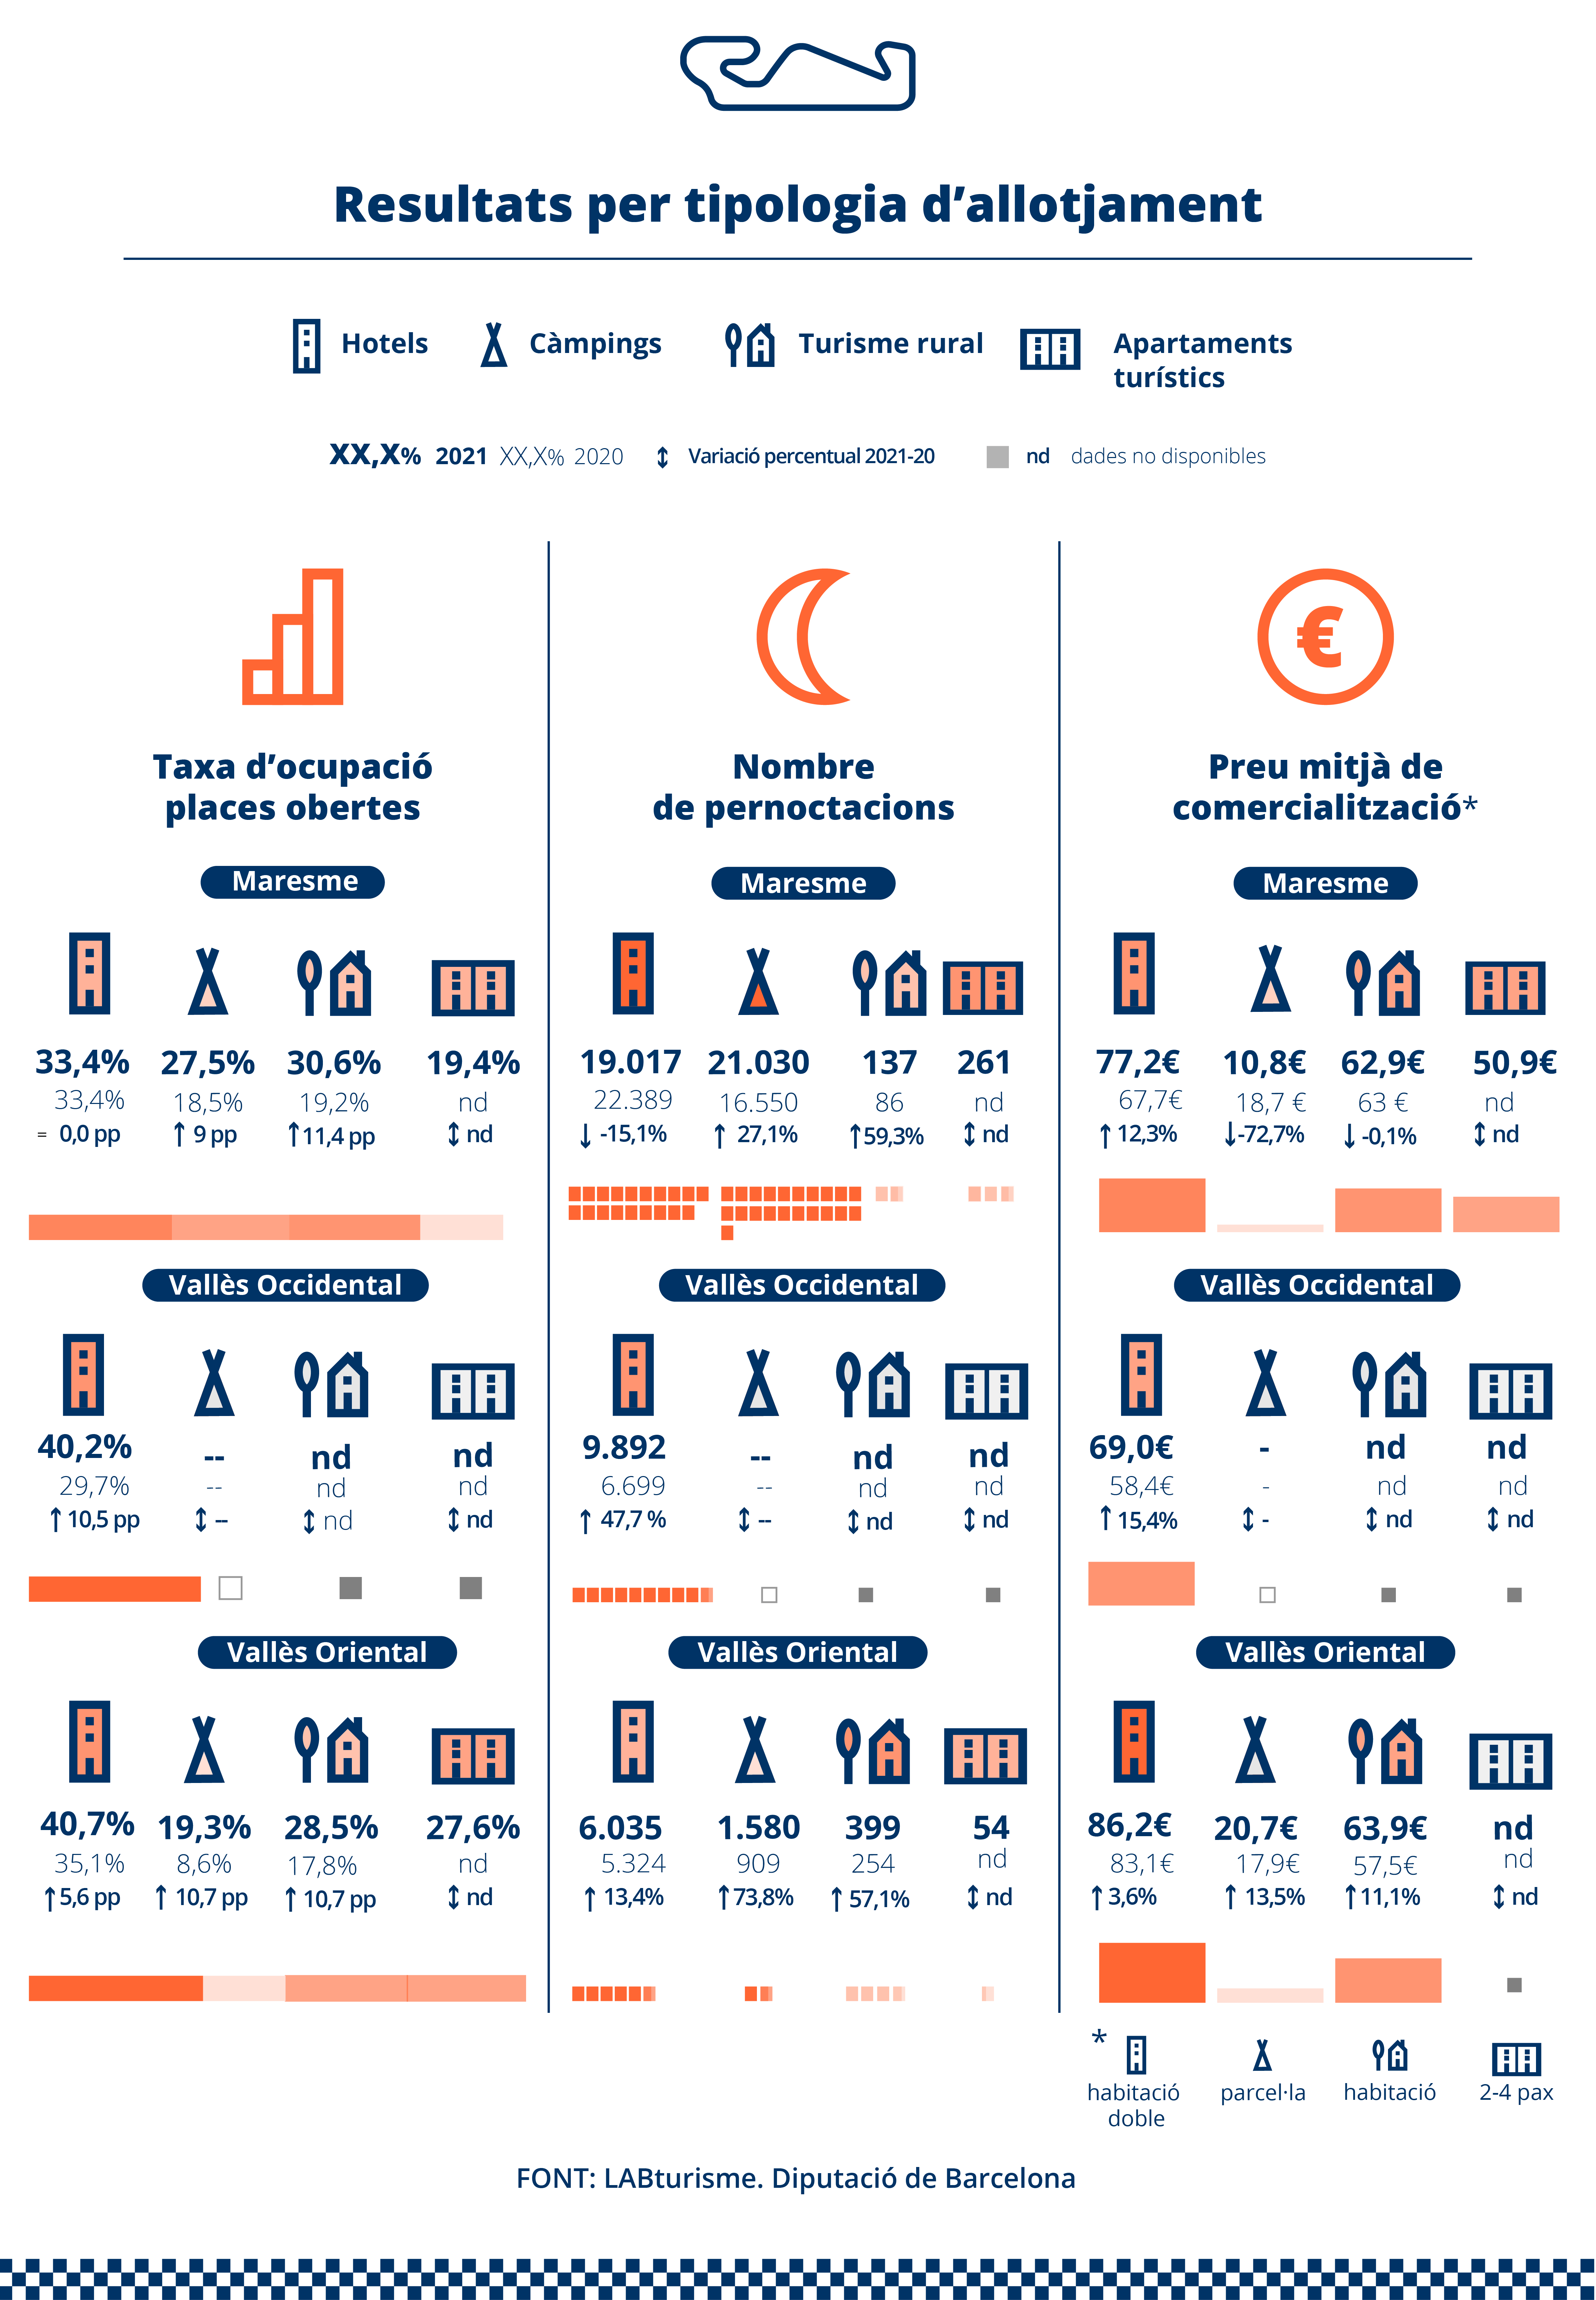 Resultats per tipologia d’allotjament
Hotels
Càmpings
Turisme rural
Apartaments
turístics
XX,X% 2021 XX,X% 2020 Variació percentual 2021-20 nd dades no disponibles
Taxa d’ocupació
places obertes
Maresme
33,4% 27,5% 30,6% 19,4%
33,4% 18,5% 19,2% nd
= 0,0 pp ↑ 9 pp ↑ 11,4 pp ↕ nd
Vallès Occidental
40,2% -- nd nd
29,7% -- nd nd
↑ 10,5 pp ↕ -- ↕ nd ↕ nd
Vallès Oriental
40,7% 19,3% 28,5% 27,6%
35,1% 8,6% 17,8% nd
↑ 5,6 pp ↑ 10,7 pp ↑ 10,7 pp ↕ nd
Nombre
de pernoctacions
Maresme
19.017 21.030 137 261
22.389 16.550 86 nd
↓ -15,1% ↑ 27,1% ↑ 59,3% ↕ nd
Vallès Occidental
9.892 -- nd nd
6.699 -- nd nd
↑ 47,7 % ↕ -- ↕ nd ↕ nd
Vallès Oriental
6.035 1.580 399 54
5.324 909 254 nd
↑ 13,4% ↑ 73,8% ↑ 57,1% ↕ nd
€
Preu mitjà de
comercialització*
Maresme
77,2€ 10,8€ 62,9€ 50,9€
67,7€ 18,7 € 63 € nd
↑ 12,3% ↓ -72,7% ↓ -0,1% ↕ nd
Vallès Occidental
69,0€ - nd nd
58,4€ - nd nd
↑ 15,4% ↕ - ↕ nd ↕ nd
Vallès Oriental
86,2€ 20,7€ 63,9€ nd
83,1€ 17,9€ 57,5€ nd
↑ 3,6% ↑ 13,5% ↑ 11,1% ↕ nd
*
habitació
doble
parcel·la
habitació
2-4 pax
FONT: LABturisme. Diputació de Barcelona